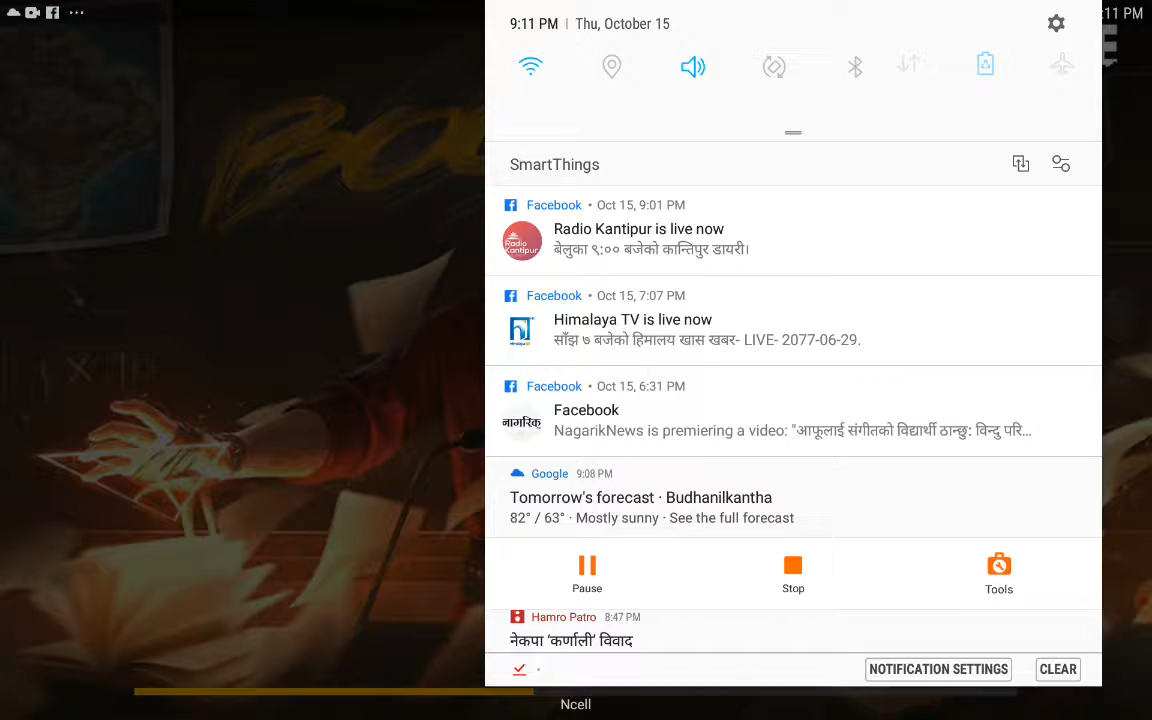 9:11 PM | Thu, October 15
:11 PM
SmartThings
Facebook • Oct 15, 9:01 PM
Radio Kantipur is live now
Radio Kantipur
बेलुका ९:०० बजेको कान्तिपुर डायरी।
Facebook • Oct 15, 7:07 PM
Himalaya TV is live now
साँझ ७ बजेको हिमालय खास खबर- LIVE- 2077-06-29.
Facebook • Oct 15, 6:31 PM
Facebook
नागरिक
NagarikNews is premiering a video: "आफूलाई संगीतको विद्यार्थी ठान्छु: विन्दु परि...
Google 9:08 PM
Tomorrow's forecast · Budhanilkantha
82° / 63° · Mostly sunny · See the full forecast
Pause
Stop
Tools
Hamro Patro 8:47 PM
नेकपा 'कर्णाली' विवाद
NOTIFICATION SETTINGS
CLEAR
Ncell